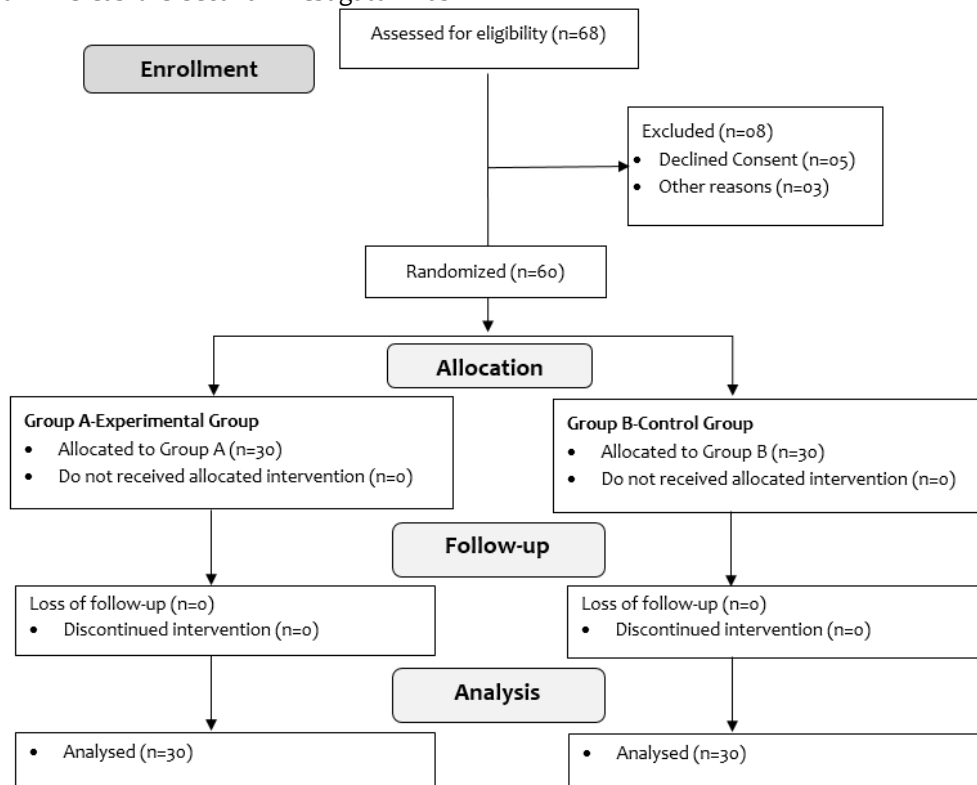 Assessed for eligibility (n=68)
Enrollment
Excluded (n=08)
• Declined Consent (n=05)
• Other reasons (n=03)
Randomized (n=60)
Allocation
Group A-Experimental Group
• Allocated to Group A (n=30)
• Do not received allocated intervention (n=0)
Group B-Control Group
• Allocated to Group B (n=30)
• Do not received allocated intervention (n=0)
Follow-up
Loss of follow-up (n=0)
• Discontinued intervention (n=0)
Loss of follow-up (n=0)
• Discontinued intervention (n=0)
Analysis
• Analysed (n=30)
• Analysed (n=30)